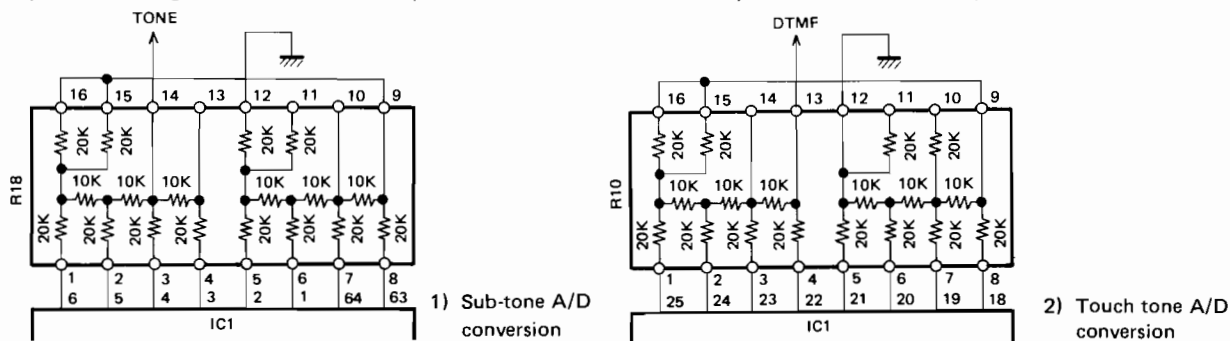 TONE
16 15 14 13 12 11 10 9
20K 20K 20K 20K
10K 10K 10K 10K 10K 10K
R18
20K 20K 20K 20K 20K 20K 20K 20K
1 2 3 4 5 6 7 8
6 5 4 3 2 1 64 63
IC1
1) Sub-tone A/D
conversion
DTMF
16 15 14 13 12 11 10 9
20K 20K 20K 20K
10K 10K 10K 10K 10K 10K
R10
20K 20K 20K 20K 20K 20K 20K 20K
1 2 3 4 5 6 7 8
25 24 23 22 21 20 19 18
IC1
2) Touch tone A/D
conversion